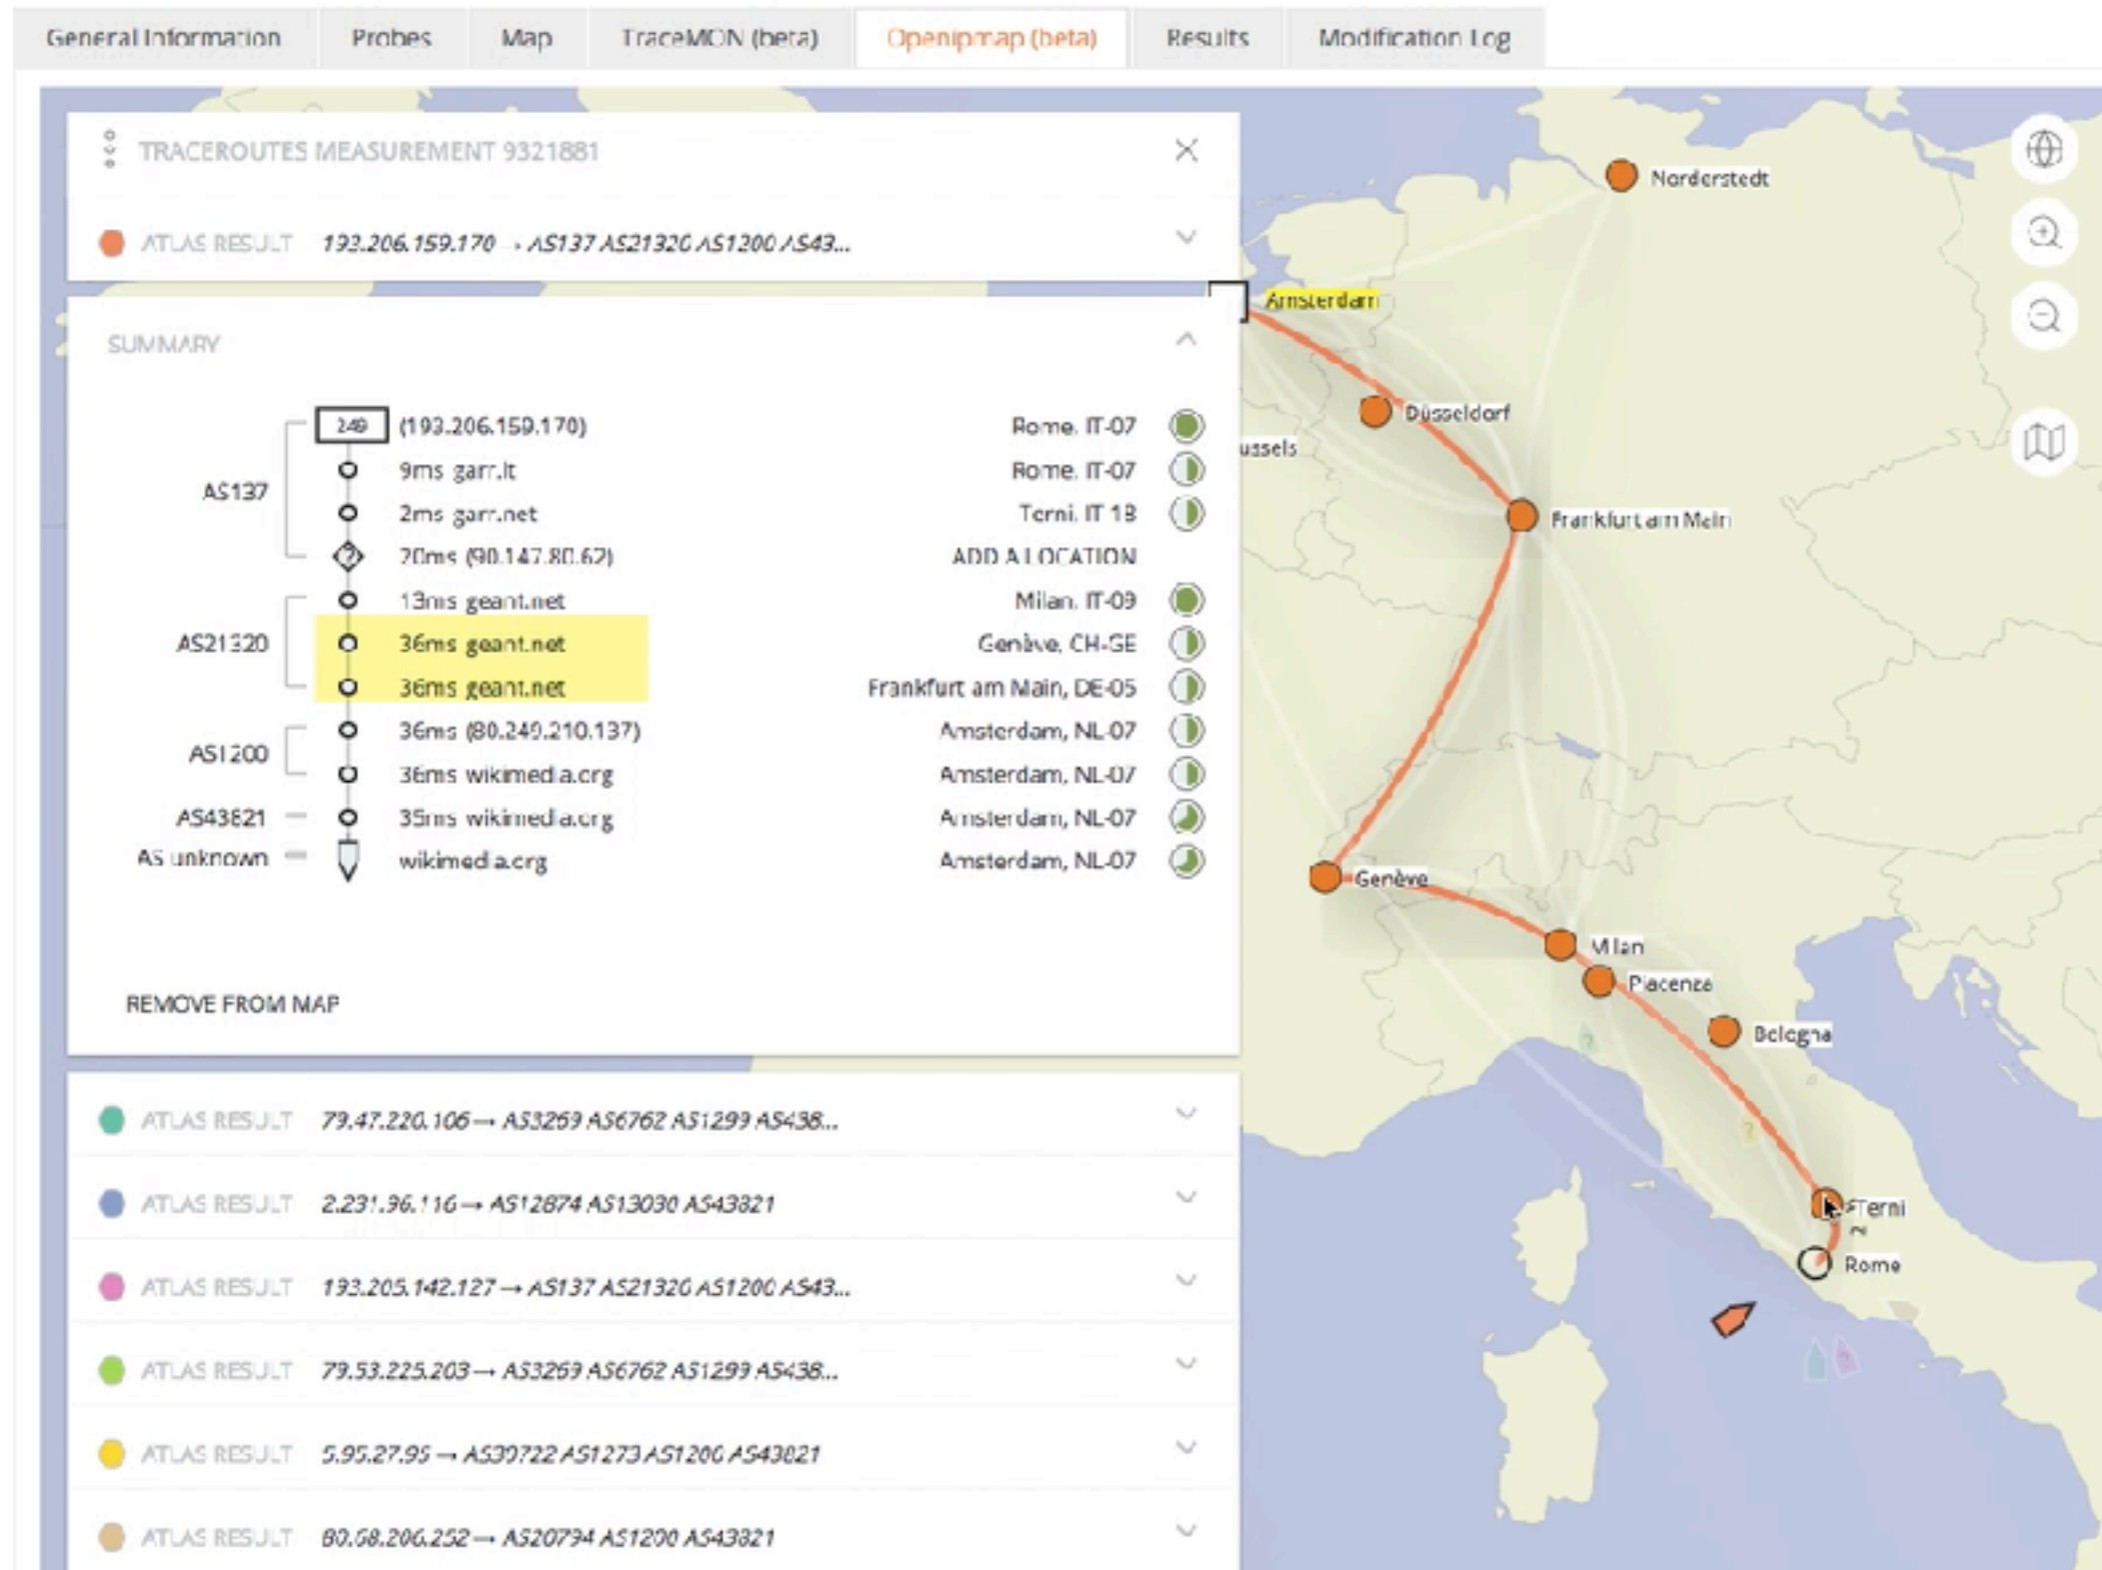 General Information Probes Map TraceMON (beta) Openipmap (beta) Results Modification Log
TRACEROUTES MEASUREMENT 9321881
ATLAS RESULT 193.206.159.170 → AS137 AS21320 AS1200 AS43...
SUMMARY
AS137
249 (193.206.159.170) Rome, IT-07
9ms garr.it Rome, IT-07
2ms garr.net Terni, IT-18
? 20ms (90.147.80.62) ADD A LOCATION
AS21320
13ms geant.net Milan, IT-09
36ms geant.net Genève, CH-GE
36ms geant.net Frankfurt am Main, DE-05
AS1200
36ms (80.249.210.137) Amsterdam, NL-07
36ms wikimedia.org Amsterdam, NL-07
AS43821 35ms wikimedia.org Amsterdam, NL-07
AS unknown wikimedia.org Amsterdam, NL-07
REMOVE FROM MAP
ATLAS RESULT 79.47.220.106 → AS3269 AS6762 AS1299 AS438...
ATLAS RESULT 2.231.96.116 → AS12874 AS13030 AS43821
ATLAS RESULT 193.205.142.127 → AS137 AS21320 AS1200 AS43...
ATLAS RESULT 79.53.225.203 → AS3269 AS6762 AS1299 AS438...
ATLAS RESULT 5.95.27.95 → AS30722 AS1273 AS1200 AS43821
ATLAS RESULT 80.68.206.252 → AS20794 AS1200 AS43821
Norderstedt
Amsterdam
Düsseldorf
ussels
Frankfurt am Main
Genève
Milan
Piacenza
Bologna
?
?
Terni
Rome